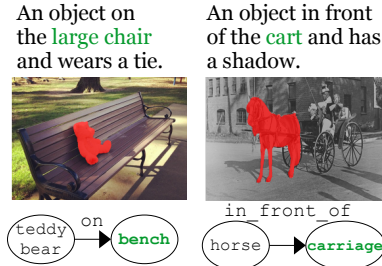 An object on
the large chair
and wears a tie.
An object in front
of the cart and has
a shadow.
on
teddy
bear
bench
in_front_of
horse
carriage